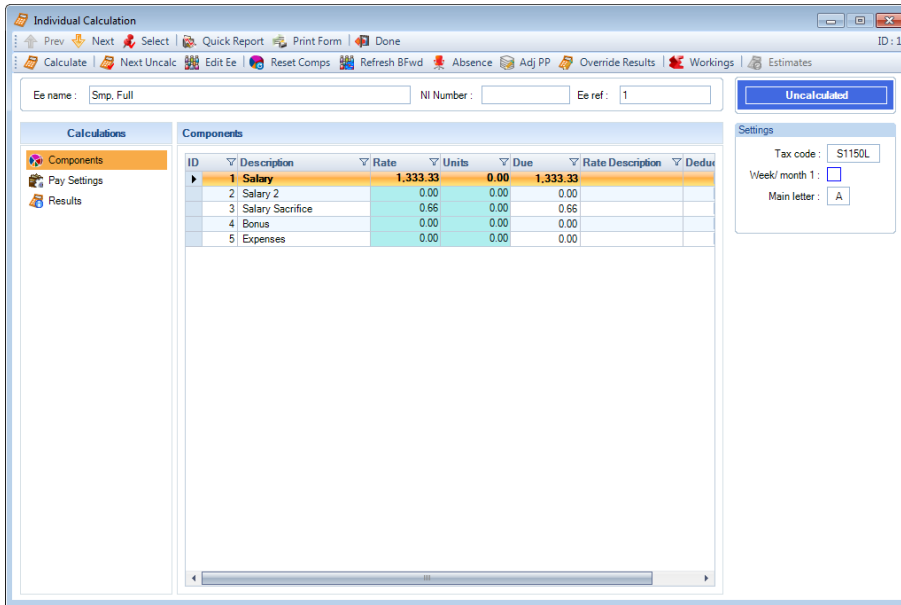 Individual Calculation
Prev Next Select Quick Report Print Form Done ID : 1
Calculate Next Uncalc Edit Ee Reset Comps Refresh BFwd Absence Adj PP Override Results Workings Estimates
Ee name : Smp, Full NI Number : Ee ref : 1 Uncalculated
Calculations Components Settings
Components
Pay Settings
Results
ID Description Rate Units Due Rate Description Deduc
1 Salary 1,333.33 0.00 1,333.33
2 Salary 2 0.00 0.00 0.00
3 Salary Sacrifice 0.66 0.00 0.66
4 Bonus 0.00 0.00 0.00
5 Expenses 0.00 0.00 0.00
Tax code : S1150L
Week/ month 1 :
Main letter : A